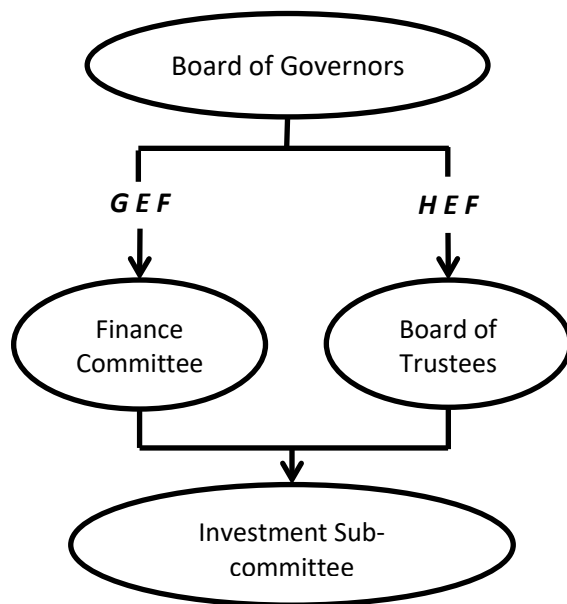 Board of Governors
G E F
H E F
Finance
Committee
Board of
Trustees
Investment Sub-
committee